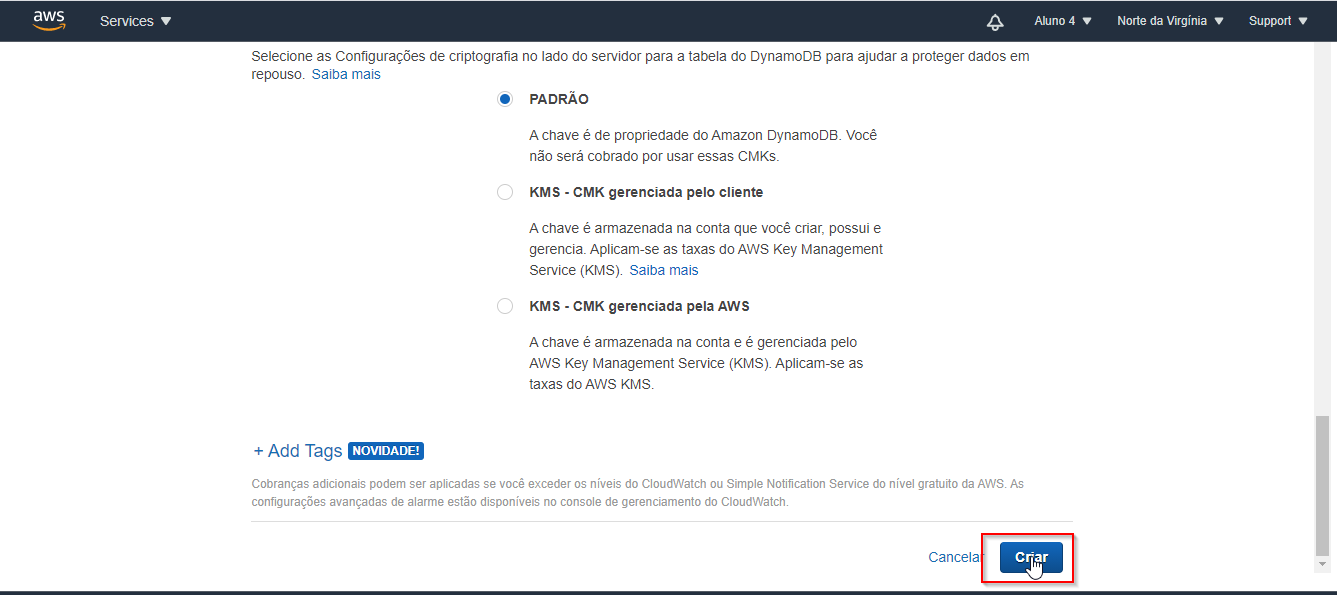 aws
Services
Aluno 4
Norte da Virgínia
Support
Selecione as Configurações de criptografia no lado do servidor para a tabela do DynamoDB para ajudar a proteger dados em
repouso. Saiba mais
PADRÃO
A chave é de propriedade do Amazon DynamoDB. Você
não será cobrado por usar essas CMKs.
KMS - CMK gerenciada pelo cliente
A chave é armazenada na conta que você criar, possui e
gerencia. Aplicam-se as taxas do AWS Key Management
Service (KMS). Saiba mais
KMS - CMK gerenciada pela AWS
A chave é armazenada na conta e é gerenciada pelo
AWS Key Management Service (KMS). Aplicam-se as
taxas do AWS KMS.
+ Add Tags NOVIDADE!
Cobranças adicionais podem ser aplicadas se você exceder os níveis do CloudWatch ou Simple Notification Service do nível gratuito da AWS. As
configurações avançadas de alarme estão disponíveis no console de gerenciamento do CloudWatch.
Cancelar
Criar